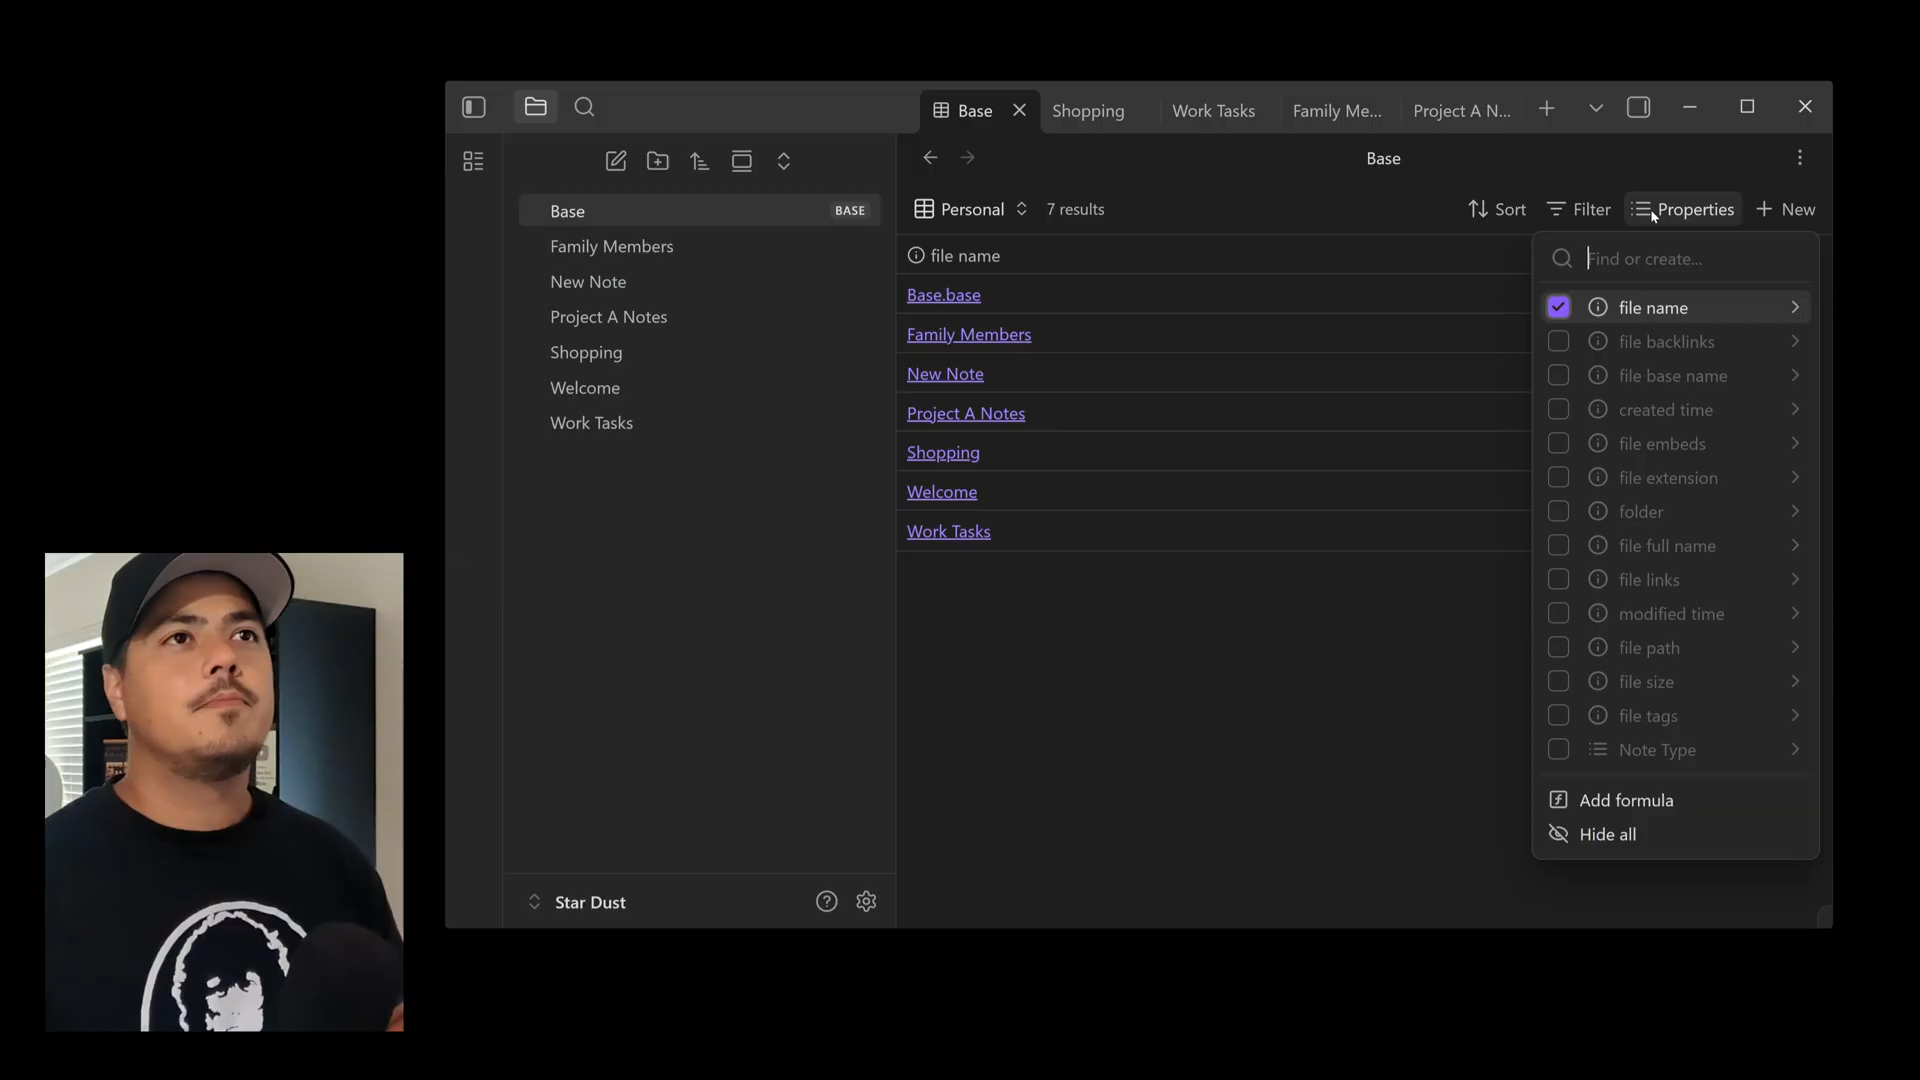 Base
Shopping
Work Tasks
Family Me...
Project A N...
Base
BASE
Family Members
New Note
Project A Notes
Shopping
Welcome
Work Tasks
Star Dust
Base
Personal
7 results
Sort
Filter
Properties
New
file name
Base.base
Family Members
New Note
Project A Notes
Shopping
Welcome
Work Tasks
Find or create...
file name
file backlinks
file base name
created time
file embeds
file extension
folder
file full name
file links
modified time
file path
file size
file tags
Note Type
Add formula
Hide all